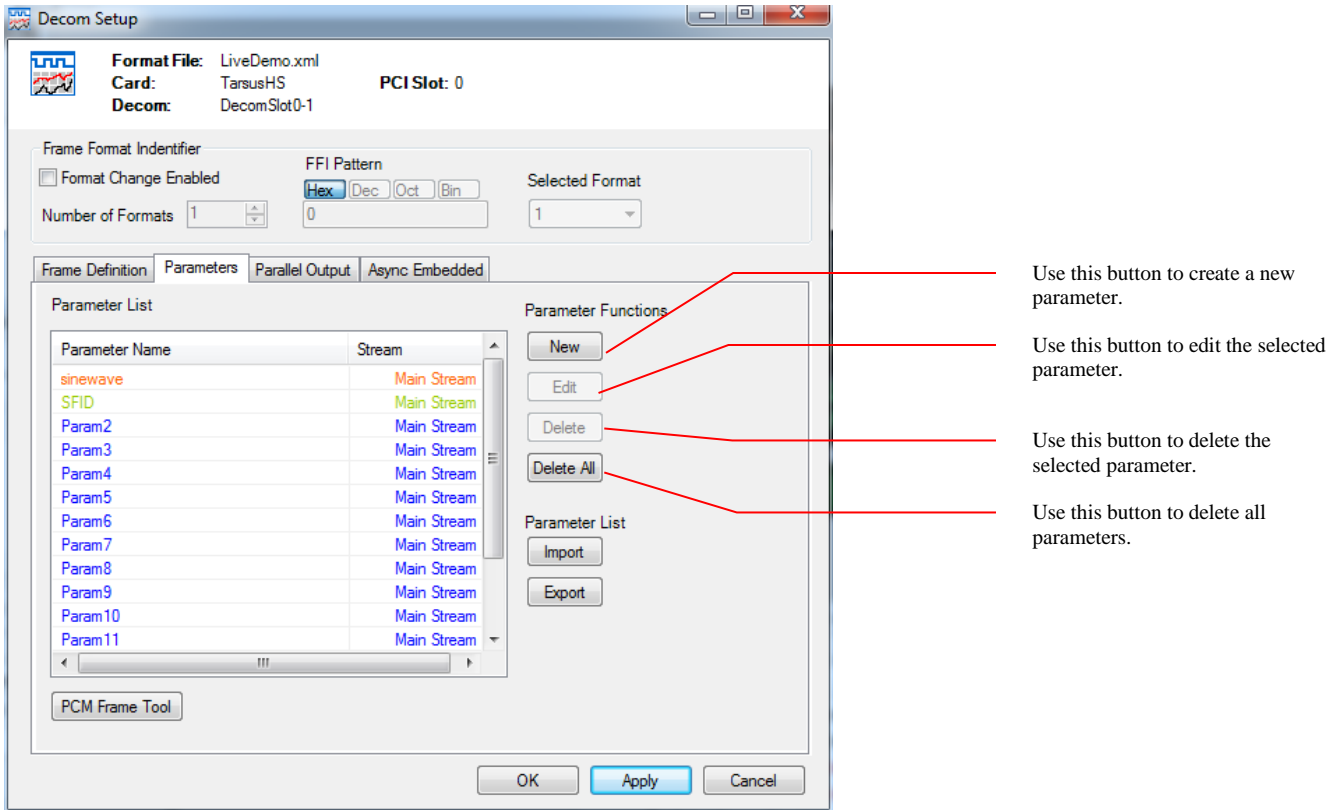 Decom Setup
Format File: LiveDemo.xml
Card: TarsusHS PCI Slot: 0
Decom: DecomSlot0-1
Frame Format Indentifier
Format Change Enabled
FFI Pattern
Hex Dec Oct Bin
Selected Format
Number of Formats 1
0
1
Frame Definition Parameters Parallel Output Async Embedded
Parameter List
Parameter Name Stream
sinewave Main Stream
SFID Main Stream
Param2 Main Stream
Param3 Main Stream
Param4 Main Stream
Param5 Main Stream
Param6 Main Stream
Param7 Main Stream
Param8 Main Stream
Param9 Main Stream
Param10 Main Stream
Param11 Main Stream
PCM Frame Tool
Parameter Functions
New
Edit
Delete
Delete All
Parameter List
Import
Export
OK Apply Cancel
Use this button to create a new
parameter.
Use this button to edit the selected
parameter.
Use this button to delete the
selected parameter.
Use this button to delete all
parameters.